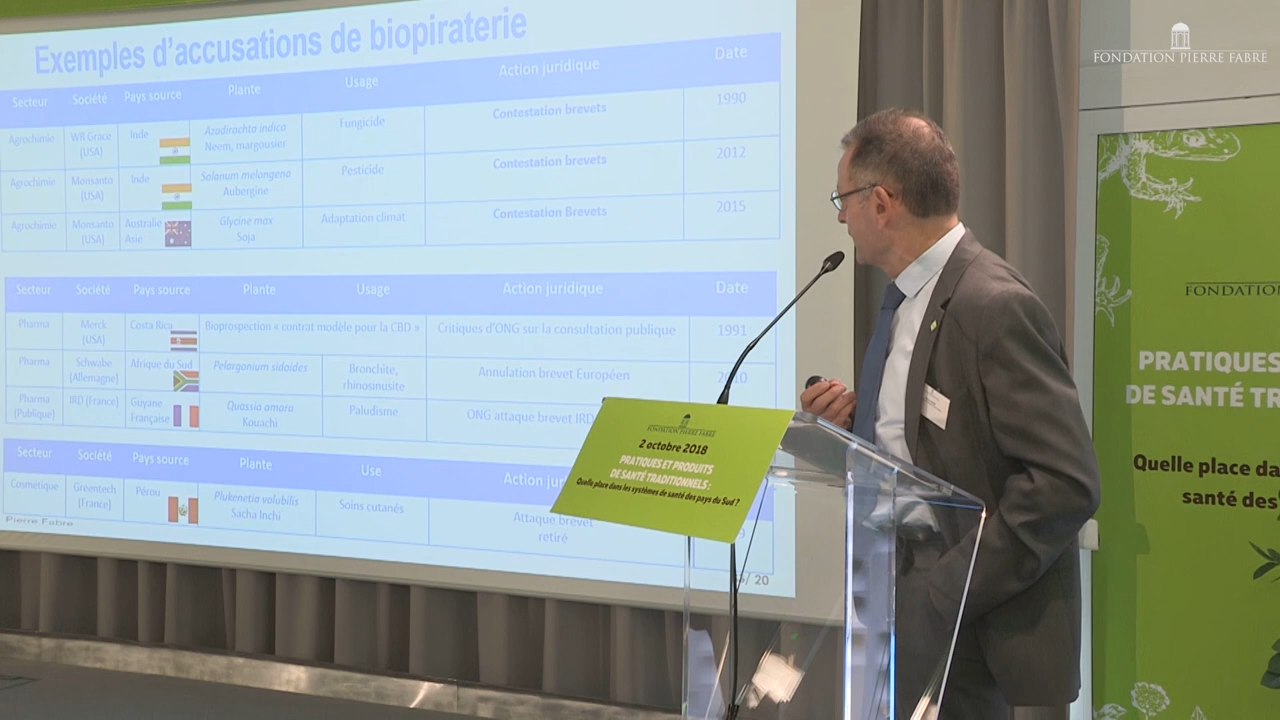 Exemples d'accusations de biopiraterie
Secteur Société Pays source Plante Usage Action juridique Date
Agrochimie WR Grace (USA) Inde Azadirachta indica Neem, margousier Fungicide Contestation brevets 1990
Agrochimie Monsanto (USA) Inde Solanum melongena Aubergine Pesticide Contestation brevets 2012
Agrochimie Monsanto (USA) Australie Asie Glycine max Soja Adaptation climat Contestation Brevets 2015
Secteur Société Pays source Plante Usage Action juridique Date
Pharma Merck (USA) Costa Rica Bioprospection « contrat modèle pour la CBD » Critiques d'ONG sur la consultation publique 1991
Pharma Schwabe (Allemagne) Afrique du Sud Pelargonium sidoides Bronchite, rhinosinusite Annulation brevet Européen
Pharma (Publique) IRD (France) Guyane Française Quassia amara Kouachi Paludisme ONG attaque brevet IRD
Secteur Société Pays source Plante Use Action
Cosmétique Greentech (France) Pérou Plukenetia volubilis Sacha Inchi Soins cutanés Attaque brevet retiré
Pierre Fabre
/ 20
FONDATION PIERRE FABRE
2 octobre 2018
PRATIQUES ET PRODUITS
DE SANTÉ TRADITIONNELS :
Quelle place dans les systèmes de santé des pays du Sud ?
FONDATION PIERRE FABRE
FONDATION
PRATIQUES
DE SANTÉ TR
Quelle place da
santé des